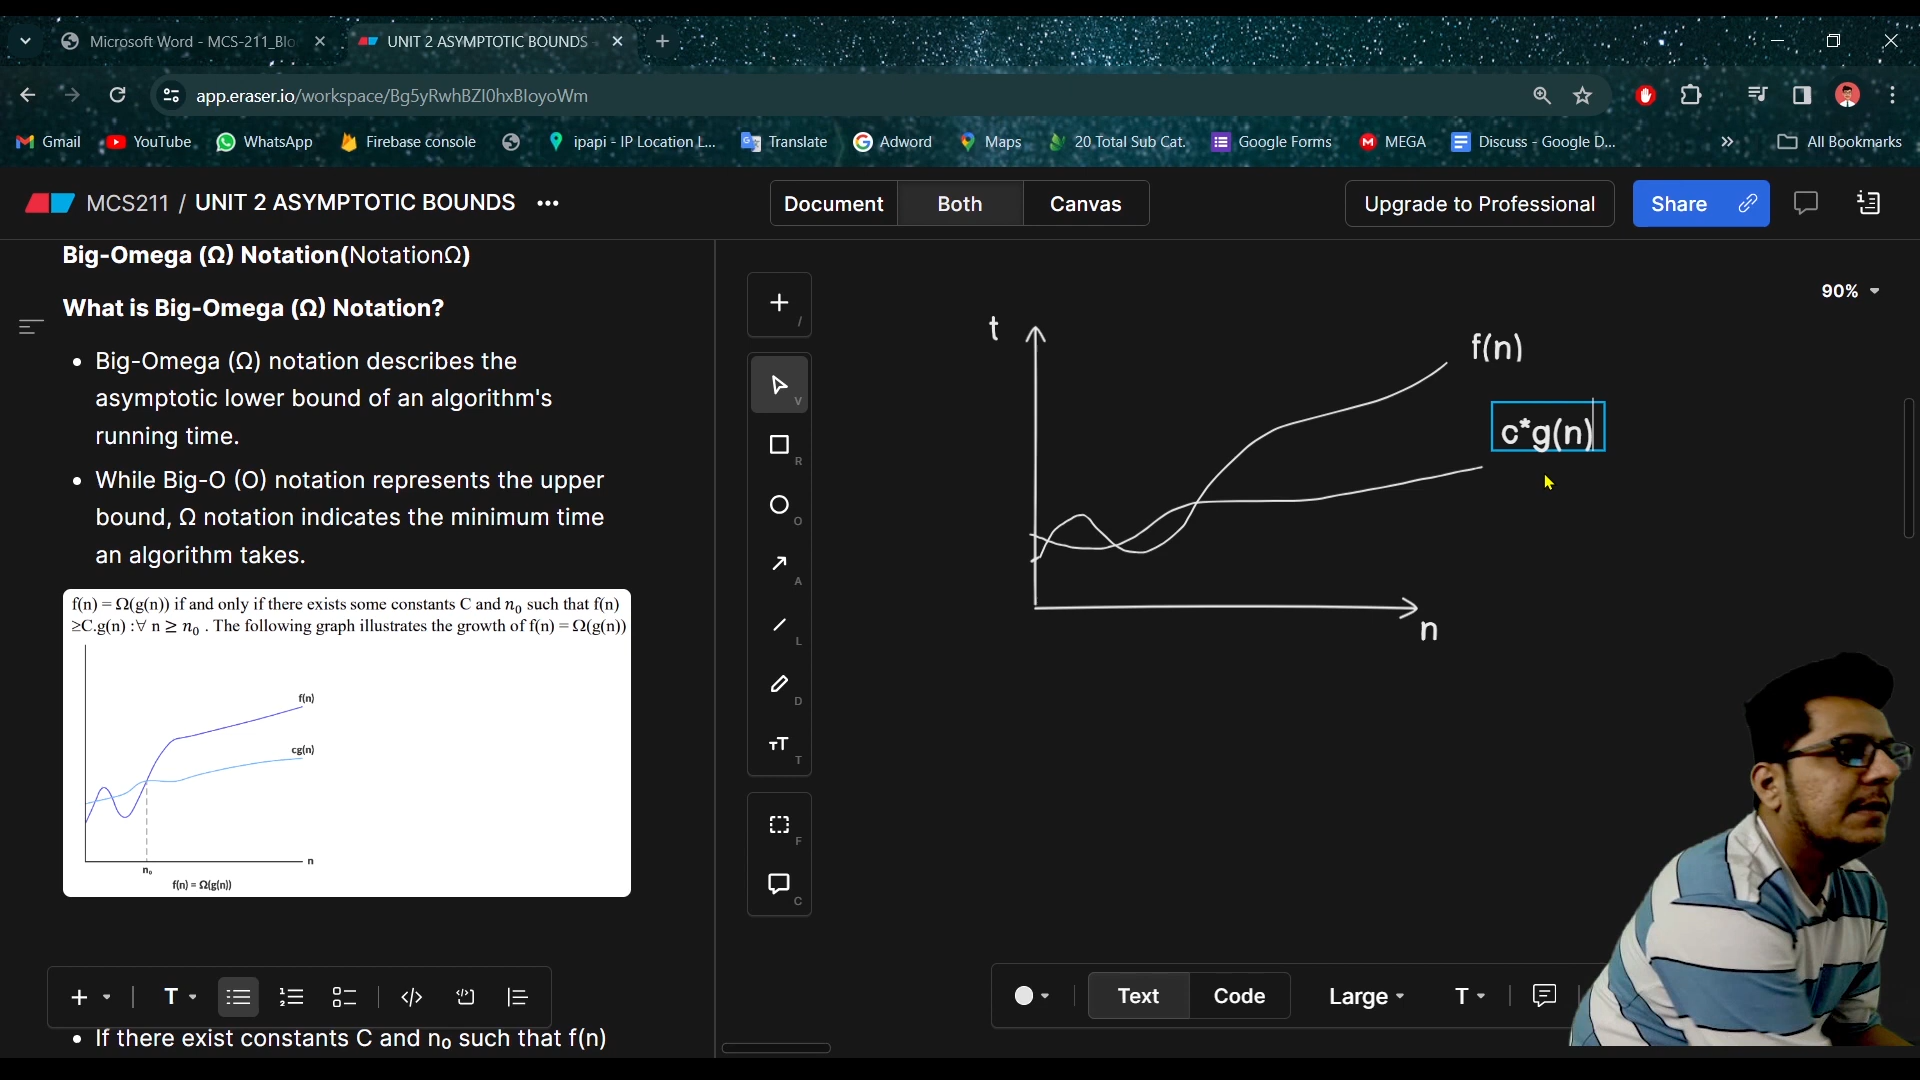 Microsoft Word - MCS-211_Blo
UNIT 2 ASYMPTOTIC BOUNDS
app.eraser.io/workspace/Bg5yRwhBZI0hxBloyoWm
Gmail
YouTube
WhatsApp
Firebase console
ipapi - IP Location L...
Translate
Adword
Maps
20 Total Sub Cat.
Google Forms
MEGA
Discuss - Google D...
»
All Bookmarks
MCS211 / UNIT 2 ASYMPTOTIC BOUNDS ...
Document
Both
Canvas
Upgrade to Professional
Share
Big-Omega (Ω) Notation(NotationΩ)
What is Big-Omega (Ω) Notation?
• Big-Omega (Ω) notation describes the
asymptotic lower bound of an algorithm's
running time.
• While Big-O (O) notation represents the upper
bound, Ω notation indicates the minimum time
an algorithm takes.
f(n) = Ω(g(n)) if and only if there exists some constants C and n₀ such that f(n)
≥C.g(n) :∀ n ≥ n₀ . The following graph illustrates the growth of f(n) = Ω(g(n))
f(n)
cg(n)
n
n₀
f(n) = Ω(g(n))
+ T
• If there exist constants C and n₀ such that f(n)
+ /
V
R
O
A
L
D
TT T
F
C
90%
t
f(n)
c*g(n)
n
Text
Code
Large
T